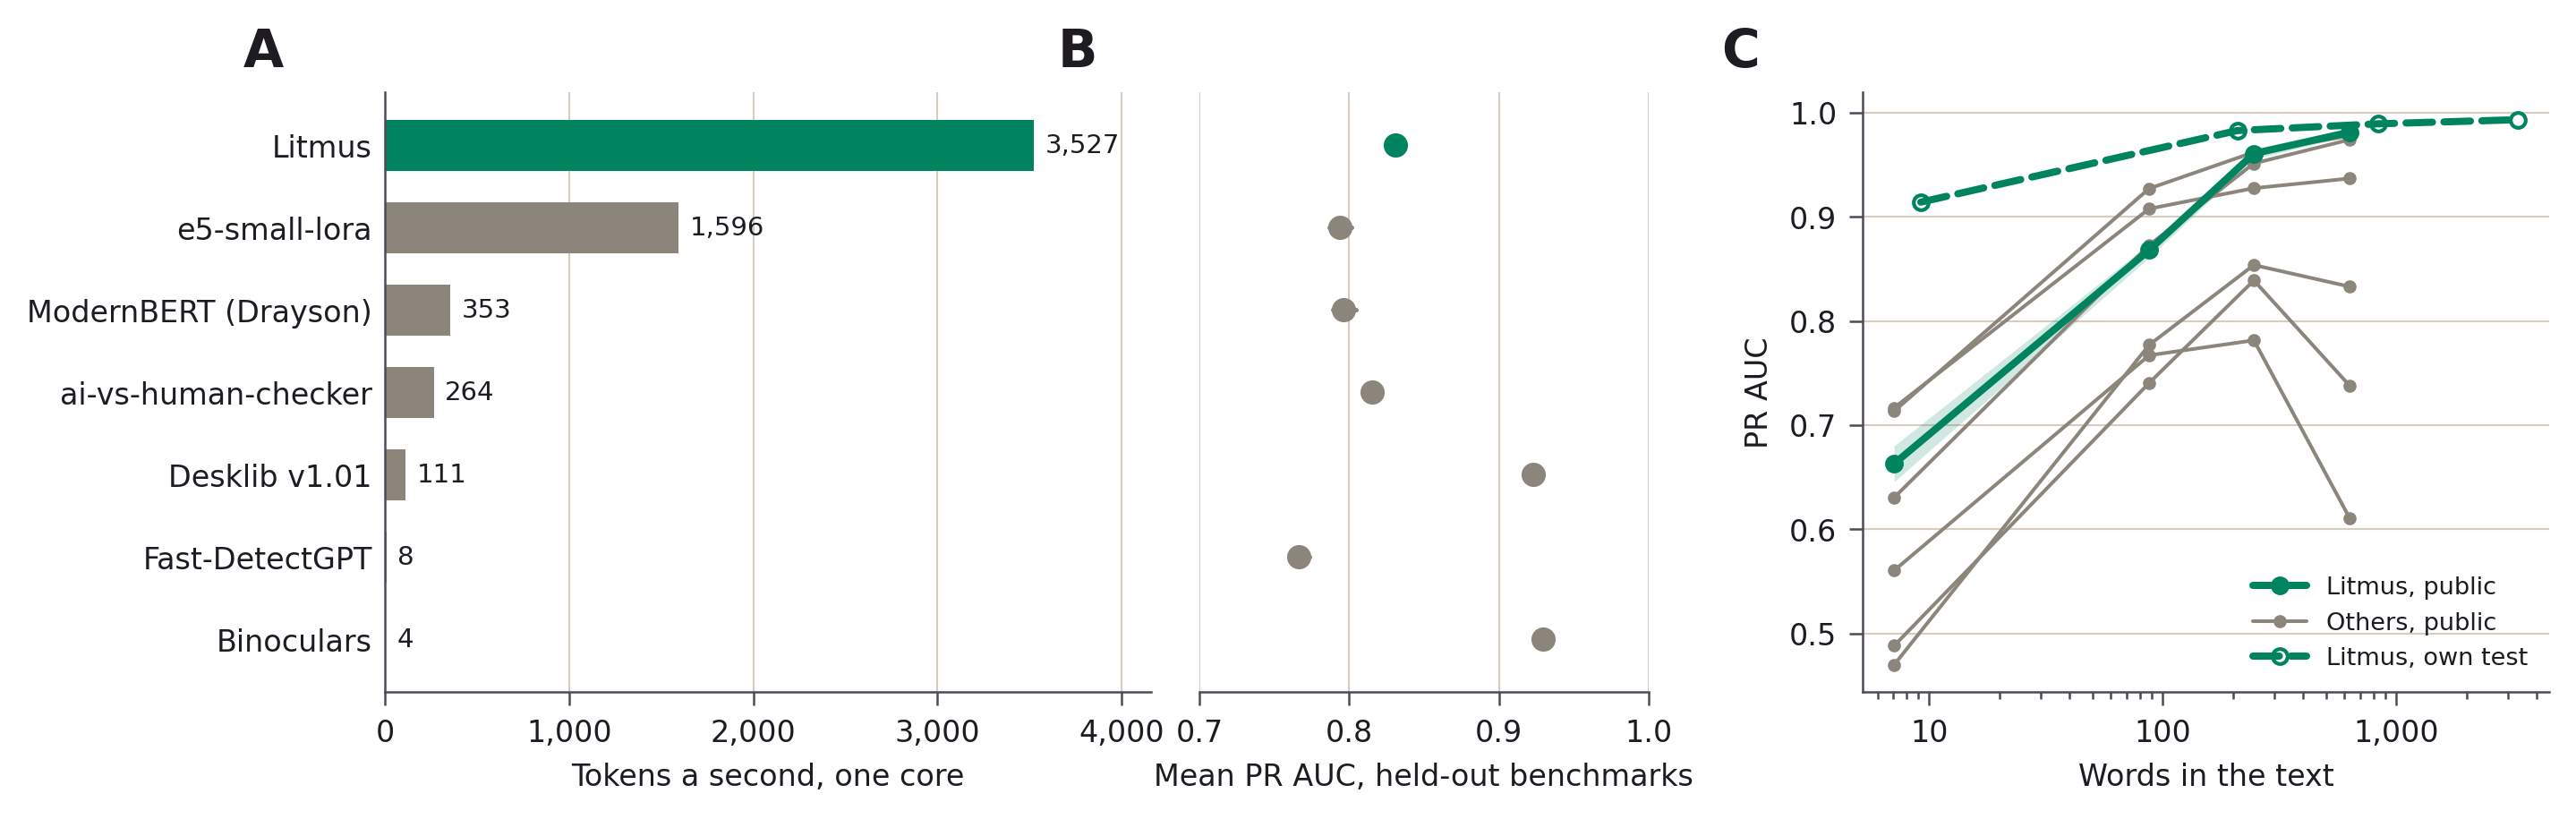 A
B
C
Litmus
3,527
e5-small-lora
1,596
ModernBERT (Drayson)
353
ai-vs-human-checker
264
Desklib v1.01
111
Fast-DetectGPT
8
Binoculars
4
0
1,000
2,000
3,000
4,000
Tokens a second, one core
0.7
0.8
0.9
1.0
Mean PR AUC, held-out benchmarks
1.0
0.9
0.8
0.7
0.6
0.5
PR AUC
Litmus, public
Others, public
Litmus, own test
10
100
1,000
Words in the text